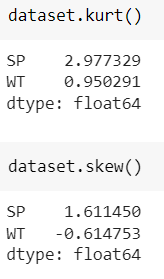 dataset.kurt()
SP    2.977329
WT    0.950291
dtype: float64
dataset.skew()
SP    1.611450
WT   -0.614753
dtype: float64